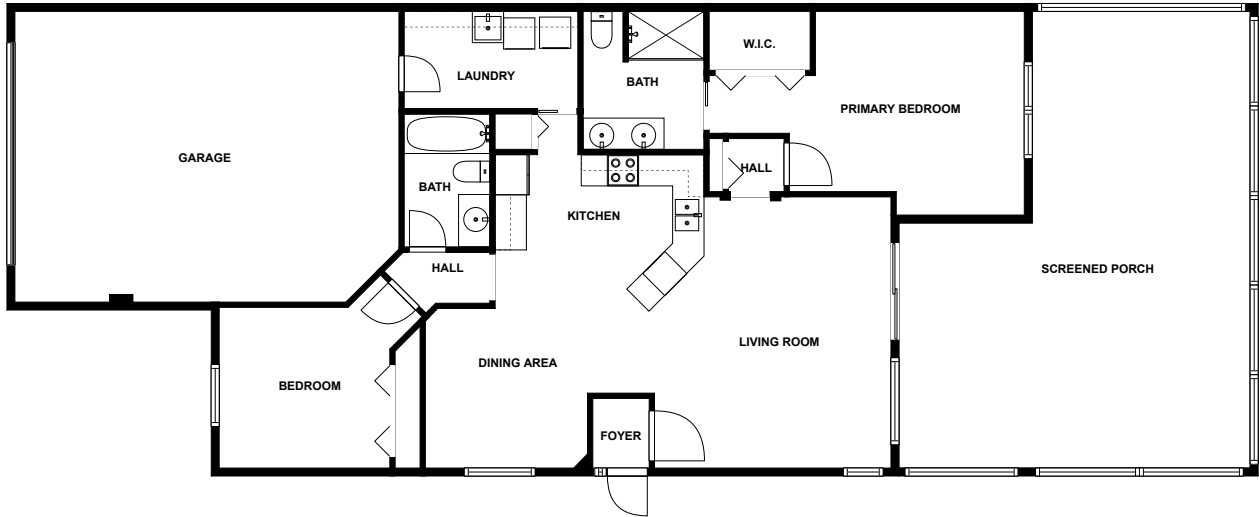 W.I.C.
LAUNDRY
BATH
PRIMARY BEDROOM
GARAGE
HALL
BATH
KITCHEN
HALL
SCREENED PORCH
LIVING ROOM
DINING AREA
BEDROOM
FOYER